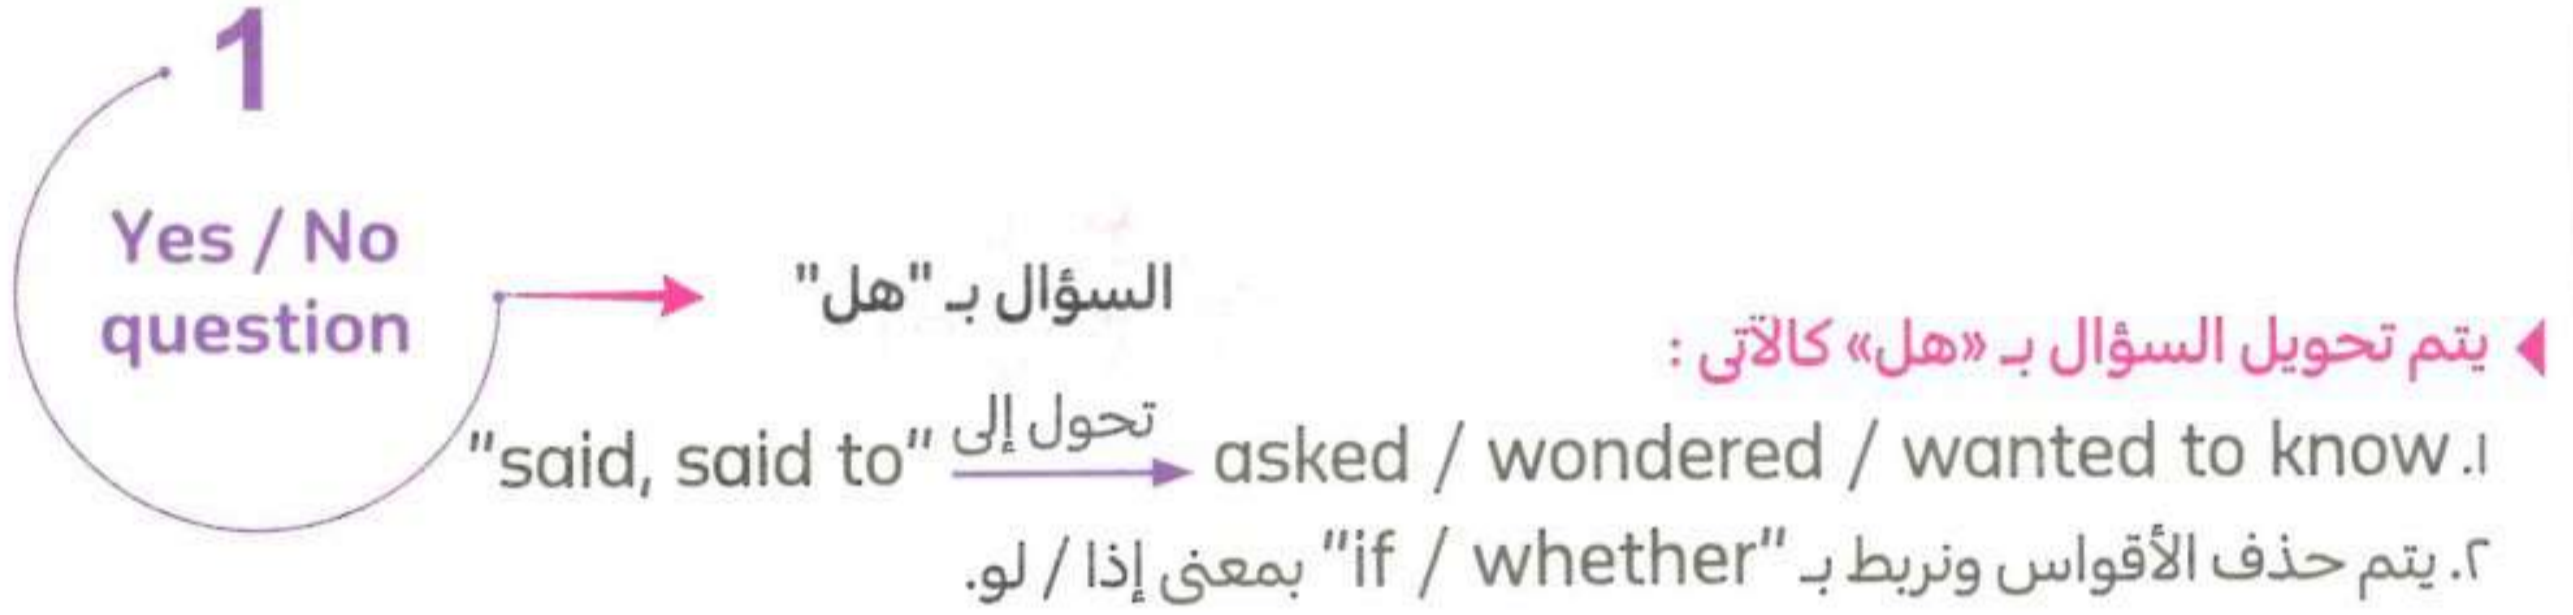 1
Yes / No
question
السؤال بـ "هل"
يتم تحويل السؤال بـ «هل» كالآتى :
١. "said, said to" تحول إلى asked / wondered / wanted to know
٢. يتم حذف الأقواس ونربط بـ "if / whether" بمعنى إذا / لو.